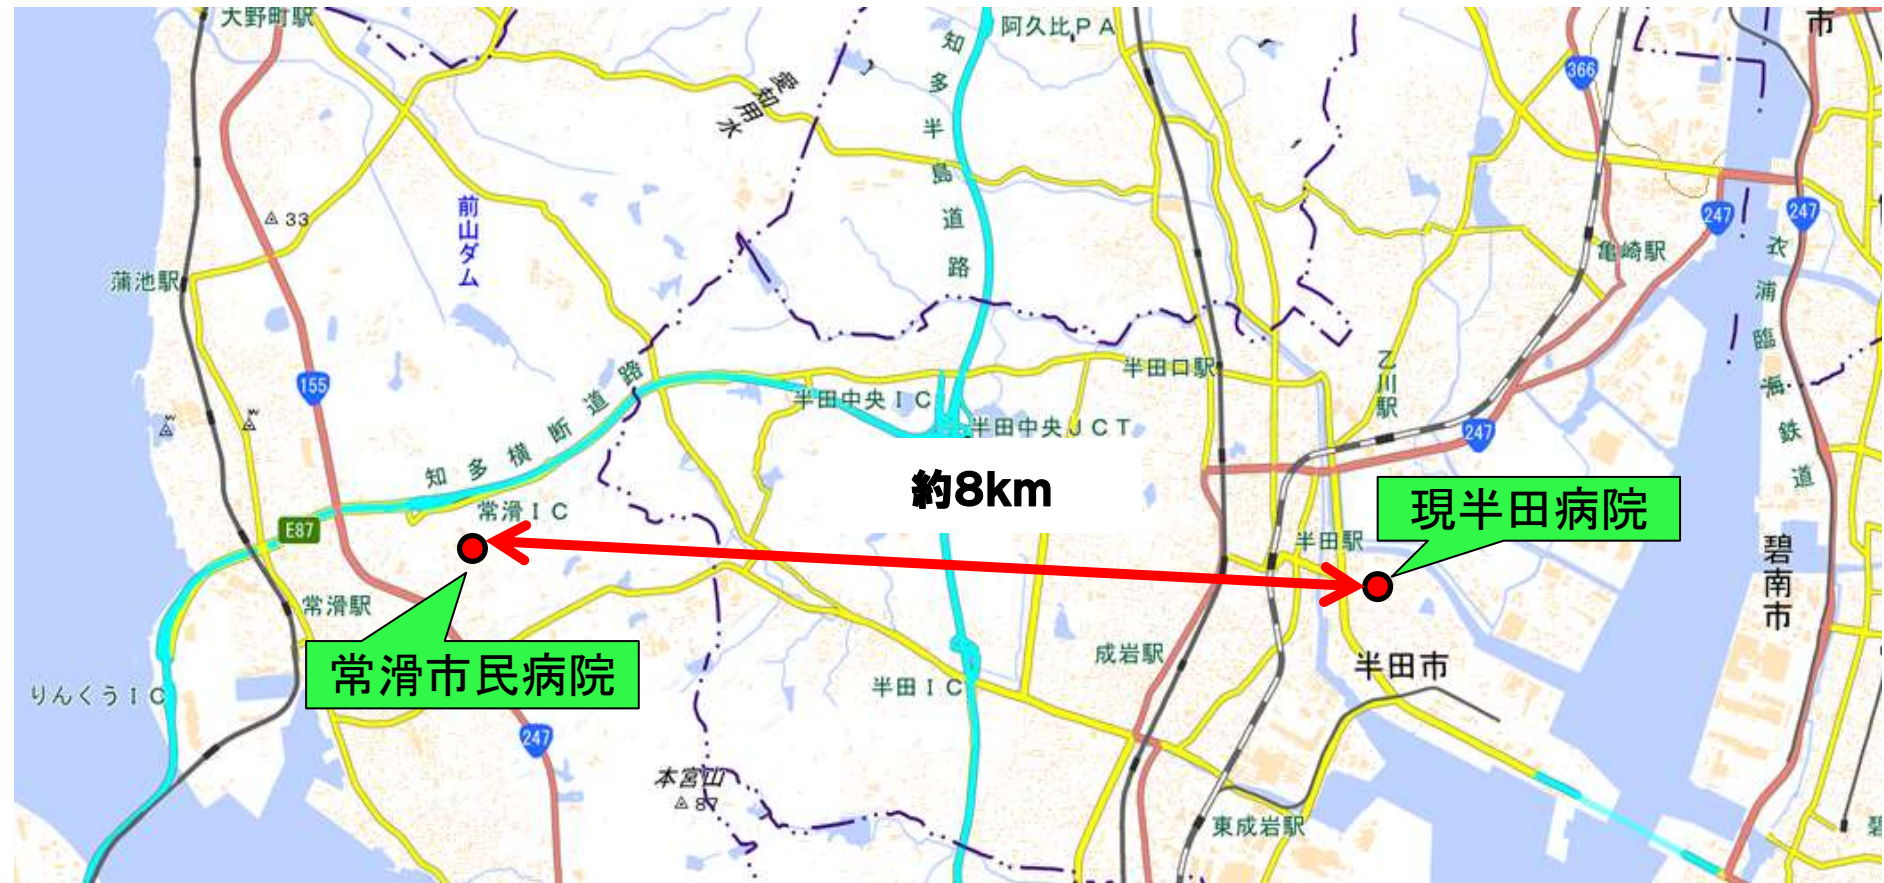 大野町駅
阿久比PA
市
知多半島道路
愛知用水
366
前山ダム
33
247
247
衣浦臨海鉄道
亀崎駅
蒲池駅
155
半田口駅
乙川駅
半田中央IC
半田中央JCT
247
知多横断道路
約8km
現半田病院
常滑IC
E87
半田駅
碧南市
常滑駅
成岩駅
半田市
常滑市民病院
半田IC
りんくうIC
247
本宮山
87
東成岩駅
碧